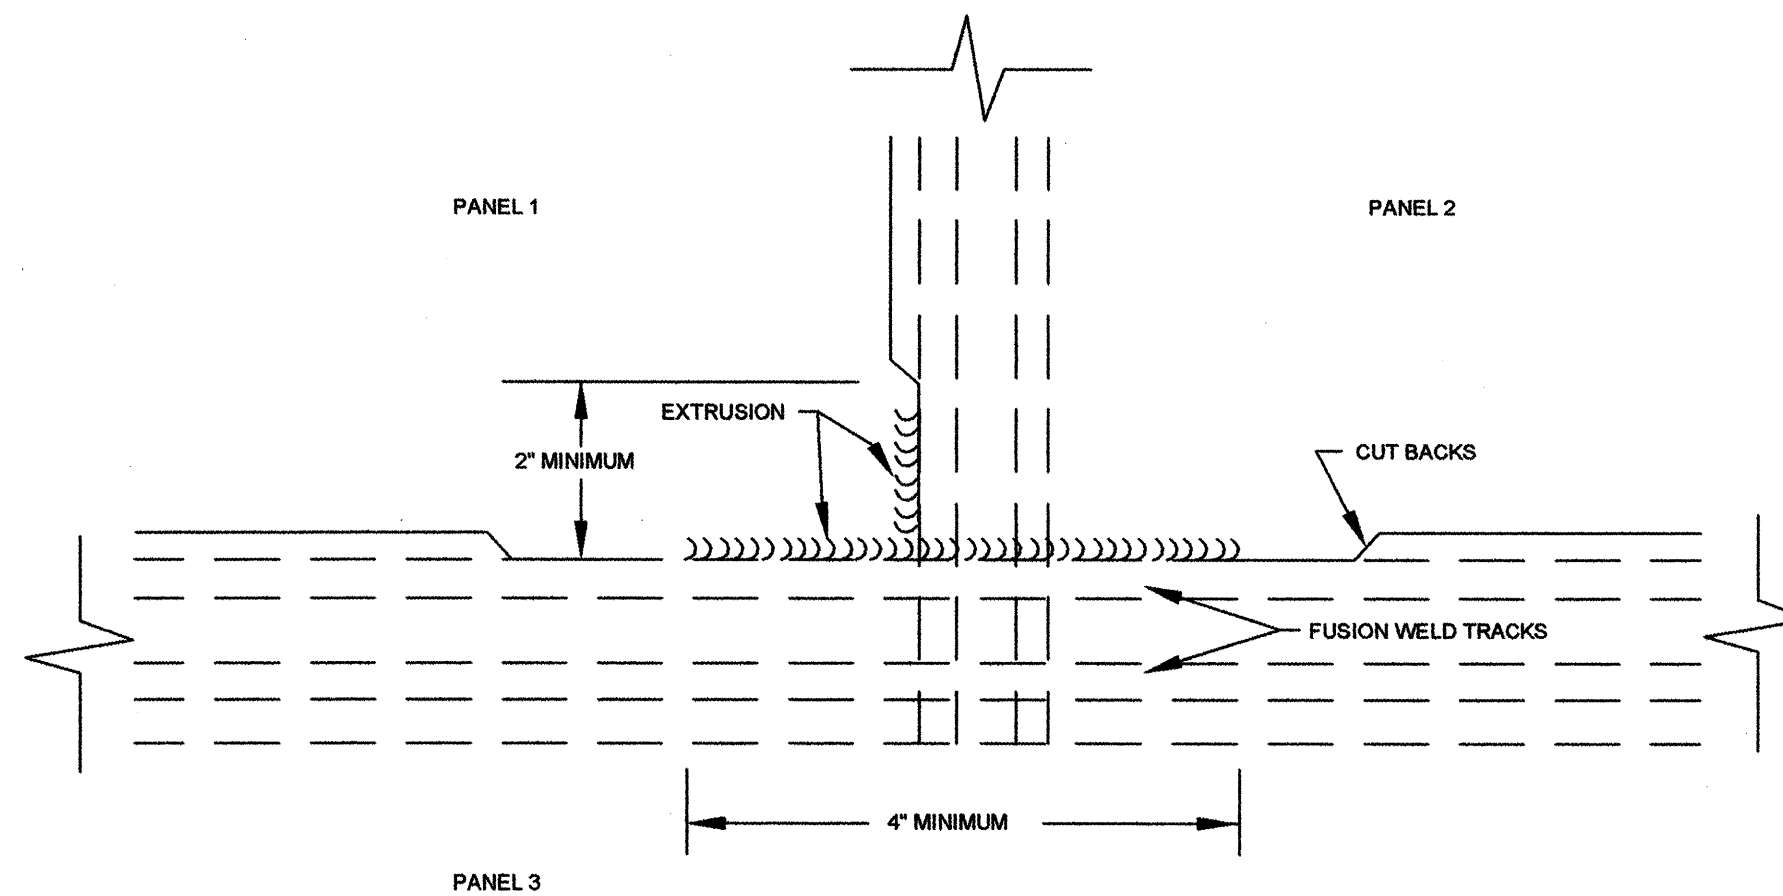 PANEL 1
PANEL 2
EXTRUSION
2" MINIMUM
CUT BACKS
FUSION WELD TRACKS
4" MINIMUM
PANEL 3